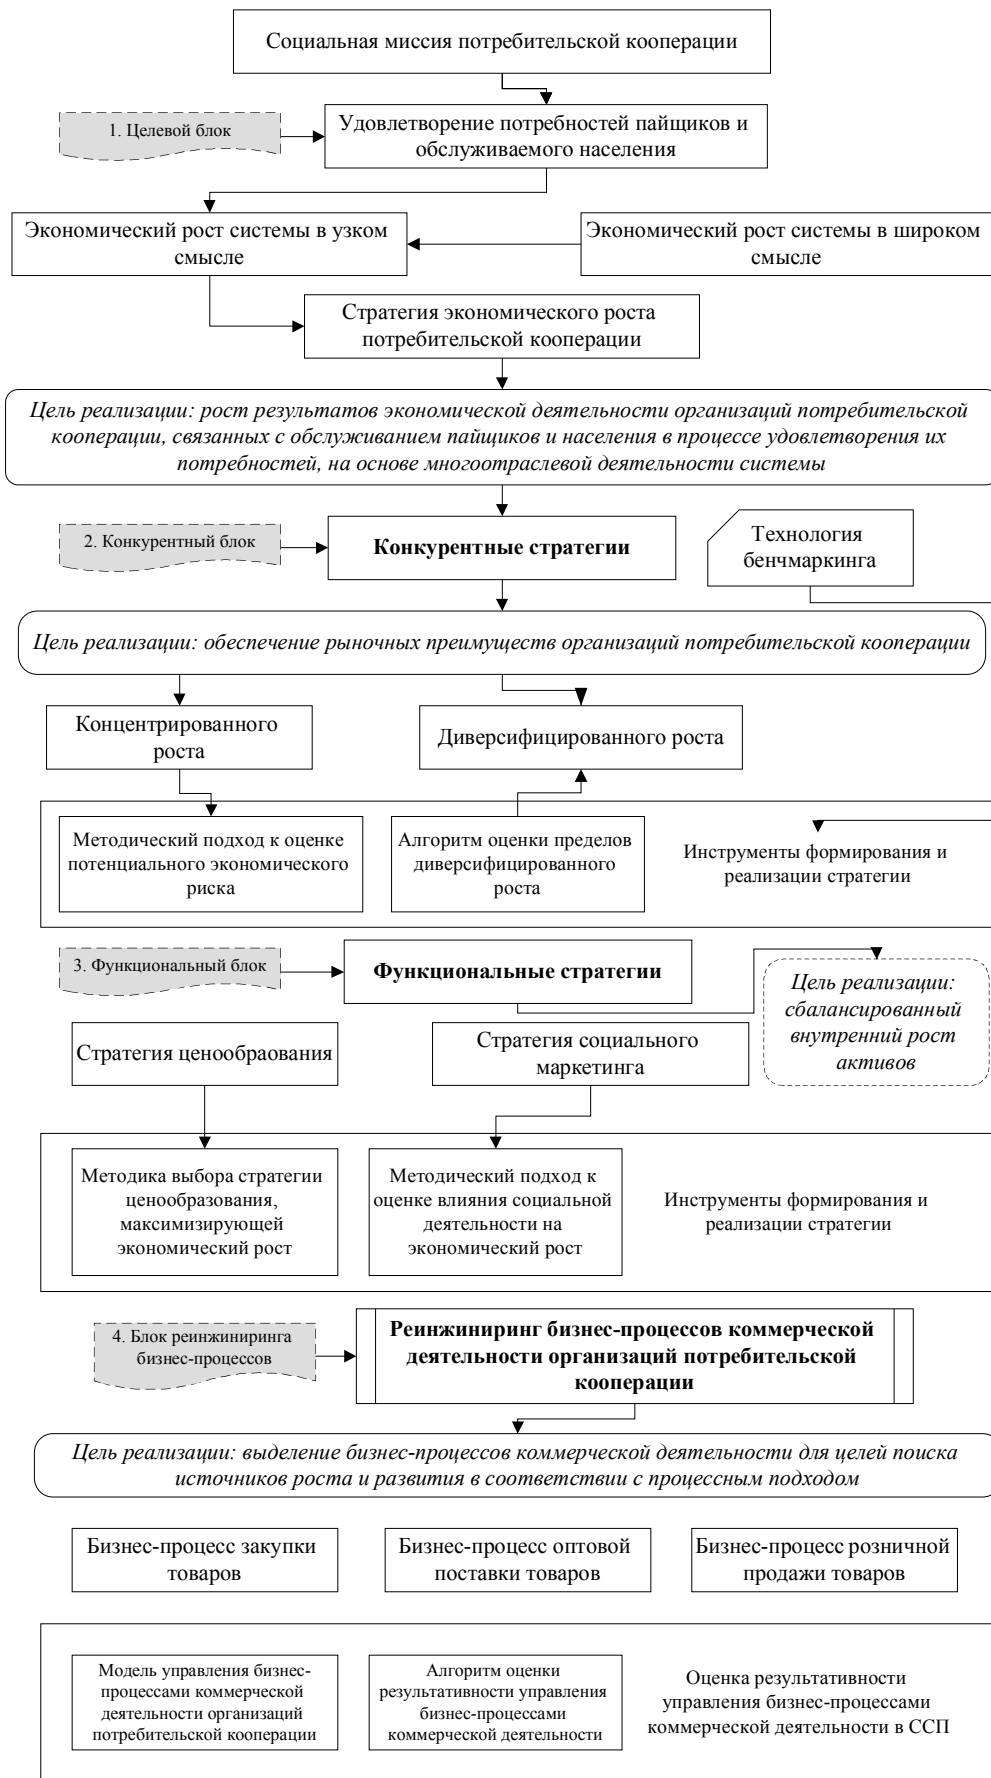 Социальная миссия потребительской кооперации
1. Целевой блок
Удовлетворение потребностей пайщиков и
обслуживаемого населения
Экономический рост системы в узком
смысле
Экономический рост системы в широком
смысле
Стратегия экономического роста
потребительской кооперации
Цель реализации: рост результатов экономической деятельности организаций потребительской
кооперации, связанных с обслуживанием пайщиков и населения в процессе удовлетворения их
потребностей, на основе многоотраслевой деятельности системы
2. Конкурентный блок
Конкурентные стратегии
Технология
бенчмаркинга
Цель реализации: обеспечение рыночных преимуществ организаций потребительской кооперации
Концентрированного
роста
Диверсифицированного роста
Методический подход к оценке
потенциального экономического
риска
Алгоритм оценки пределов
диверсифицированного
роста
Инструменты формирования и
реализации стратегии
3. Функциональный блок
Функциональные стратегии
Цель реализации:
сбалансированный
внутренний рост
активов
Стратегия ценообраования
Стратегия социального
маркетинга
Методика выбора стратегии
ценообразования,
максимизирующей
экономический рост
Методический подход к
оценке влияния социальной
деятельности на
экономический рост
Инструменты формирования и
реализации стратегии
4. Блок реинжиниринга
бизнес-процессов
Реинжиниринг бизнес-процессов коммерческой
деятельности организаций потребительской
кооперации
Цель реализации: выделение бизнес-процессов коммерческой деятельности для целей поиска
источников роста и развития в соответствии с процессным подходом
Бизнес-процесс закупки
товаров
Бизнес-процесс оптовой
поставки товаров
Бизнес-процесс розничной
продажи товаров
Модель управления бизнес-
процессами коммерческой
деятельности организаций
потребительской кооперации
Алгоритм оценки
результативности управления
бизнес-процессами
коммерческой деятельности
Оценка результативности
управления бизнес-процессами
коммерческой деятельности в ССП